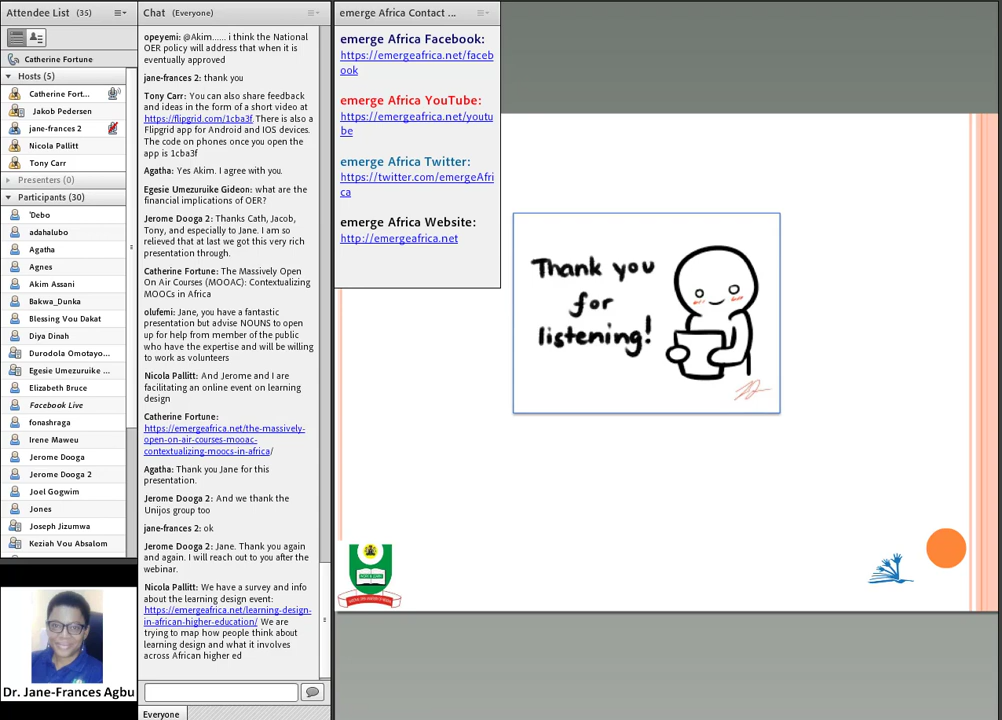 Attendee List (35)
Catherine Fortune
Hosts (5)
Catherine Fort...
Jakob Pedersen
jane-frances 2
Nicola Pallitt
Tony Carr
Presenters (0)
Participants (30)
'Debo
adahalubo
Agatha
Agnes
Akim Assani
Bakwa_Dunka
Blessing Vou Dakat
Diya Dinah
Durodola Omotayo...
Egesie Umezuruike ...
Elizabeth Bruce
Facebook Live
fonashraga
Irene Maweu
Jerome Dooga
Jerome Dooga 2
Joel Gogwim
Jones
Joseph Jizumwa
Keziah Vou Absalom
Dr. Jane-Frances Agbu
Chat (Everyone)
opeyemi: @Akim...... i think the National
OER policy will address that when it is
eventually approved
jane-frances 2: thank you
Tony Carr: You can also share feedback
and ideas in the form of a short video at
https://flipgrid.com/1cba3f. There is also a
Flipgrid app for Android and IOS devices.
The code on phones once you open the
app is 1cba3f
Agatha: Yes Akim. I agree with you.
Egesie Umezuruike Gideon: what are the
financial implications of OER?
Jerome Dooga 2: Thanks Cath, Jacob,
Tony, and especially to Jane. I am so
relieved that at last we got this very rich
presentation through.
Catherine Fortune: The Massively Open
On Air Courses (MOOAC): Contextualizing
MOOCs in Africa
olufemi: Jane, you have a fantastic
presentation but advise NOUNS to open
up for help from member of the public
who have the expertise and will be willing
to work as volunteers
Nicola Pallitt: And Jerome and I are
facilitating an online event on learning
design
Catherine Fortune:
https://emergeafrica.net/the-massively-
open-on-air-courses-mooac-
contextualizing-moocs-in-africa/
Agatha: Thank you Jane for this
presentation.
Jerome Dooga 2: And we thank the
Unijos group too
jane-frances 2: ok
Jerome Dooga 2: Jane. Thank you again
and again. I will reach out to you after the
webinar.
Nicola Pallitt: We have a survey and info
about the learning design event:
https://emergeafrica.net/learning-design-
in-african-higher-education/ We are
trying to map how people think about
learning design and what it involves
across African higher ed
Everyone
emerge Africa Contact ...
emerge Africa Facebook:
https://emergeafrica.net/faceb
ook
emerge Africa YouTube:
https://emergeafrica.net/youtu
be
emerge Africa Twitter:
https://twitter.com/emergeAfri
ca
emerge Africa Website:
http://emergeafrica.net
Thank you
for
listening!